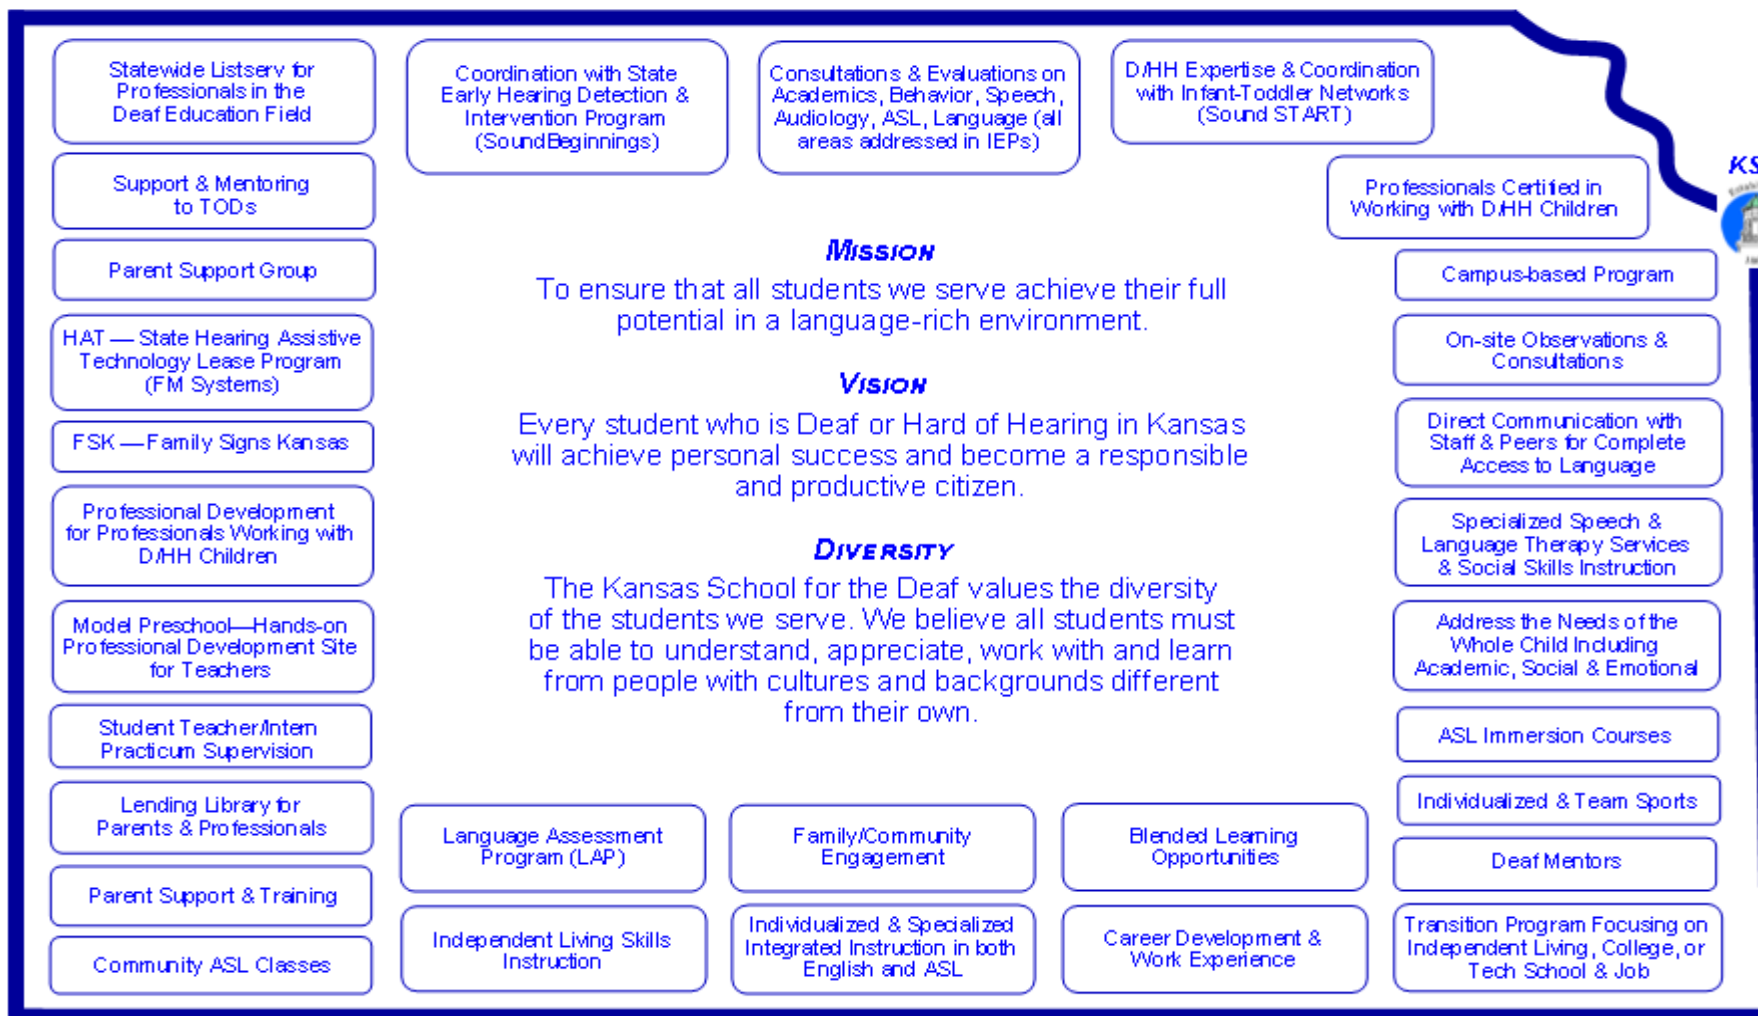 Statewide Listserv for
Professionals in the
Deaf Education Field
Coordination with State
Early Hearing Detection &
Intervention Program
(SoundBeginnings)
Consultations & Evaluations on
Academics, Behavior, Speech,
Audiology, ASL, Language (all
areas addressed in IEPs)
D/HH Expertise & Coordination
with Infant-Toddler Networks
(Sound START)
Professionals Certified in
Working with D/HH Children
Support & Mentoring
to TODs
Parent Support Group
HAT — State Hearing Assistive
Technology Lease Program
(FM Systems)
FSK — Family Signs Kansas
Professional Development
for Professionals Working with
D/HH Children
Model Preschool—Hands-on
Professional Development Site
for Teachers
Student Teacher/Intern
Practicum Supervision
Lending Library for
Parents & Professionals
Parent Support & Training
Community ASL Classes
MISSION
To ensure that all students we serve achieve their full
potential in a language-rich environment.
VISION
Every student who is Deaf or Hard of Hearing in Kansas
will achieve personal success and become a responsible
and productive citizen.
DIVERSITY
The Kansas School for the Deaf values the diversity
of the students we serve. We believe all students must
be able to understand, appreciate, work with and learn
from people with cultures and backgrounds different
from their own.
Language Assessment
Program (LAP)
Family/Community
Engagement
Blended Learning
Opportunities
Independent Living Skills
Instruction
Individualized & Specialized
Integrated Instruction in both
English and ASL
Career Development &
Work Experience
Campus-based Program
On-site Observations &
Consultations
Direct Communication with
Staff & Peers for Complete
Access to Language
Specialized Speech &
Language Therapy Services
& Social Skills Instruction
Address the Needs of the
Whole Child Including
Academic, Social & Emotional
ASL Immersion Courses
Individualized & Team Sports
Deaf Mentors
Transition Program Focusing on
Independent Living, College, or
Tech School & Job